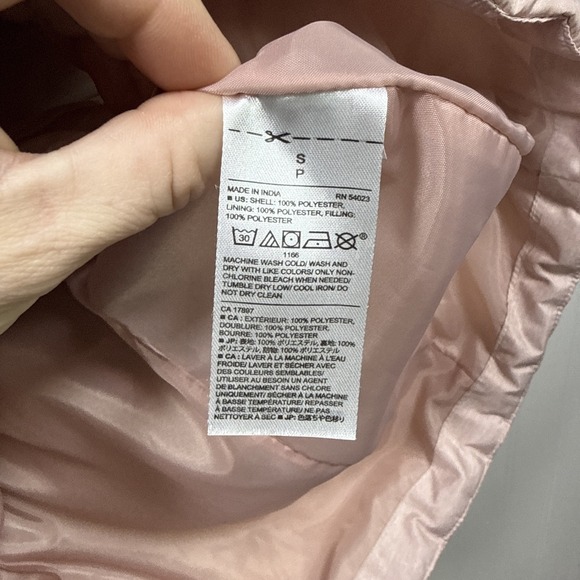 S
P
MADE IN INDIA RN 54023
■ US: SHELL: 100% POLYESTER,
LINING: 100% POLYESTER, FILLING:
100% POLYESTER
30
1166
MACHINE WASH COLD/ WASH AND
DRY WITH LIKE COLORS/ ONLY NON-
CHLORINE BLEACH WHEN NEEDED/
TUMBLE DRY LOW/ COOL IRON/ DO
NOT DRY CLEAN
CA 17897
■ CA: EXTÉRIEUR: 100% POLYESTER,
DOUBLURE: 100% POLYESTER,
BOURRE: 100% POLYESTER
■ JP: 表地: 100% ポリエステル, 裏地: 100%
ポリエステル, 詰物: 100% ポリエステル
■ CA: LAVER À LA MACHINE À L'EAU
FROIDE/ LAVER ET SÉCHER AVEC
DES COULEURS SEMBLABLES/
UTILISER AU BESOIN UN AGENT
DE BLANCHIMENT SANS CHLORE
UNIQUEMENT/ SÉCHER À LA MACHINE
À BASSE TEMPÉRATURE/ REPASSER
À BASSE TEMPÉRATURE/ NE PAS
NETTOYER À SEC ■ JP: 色落ちや色移り